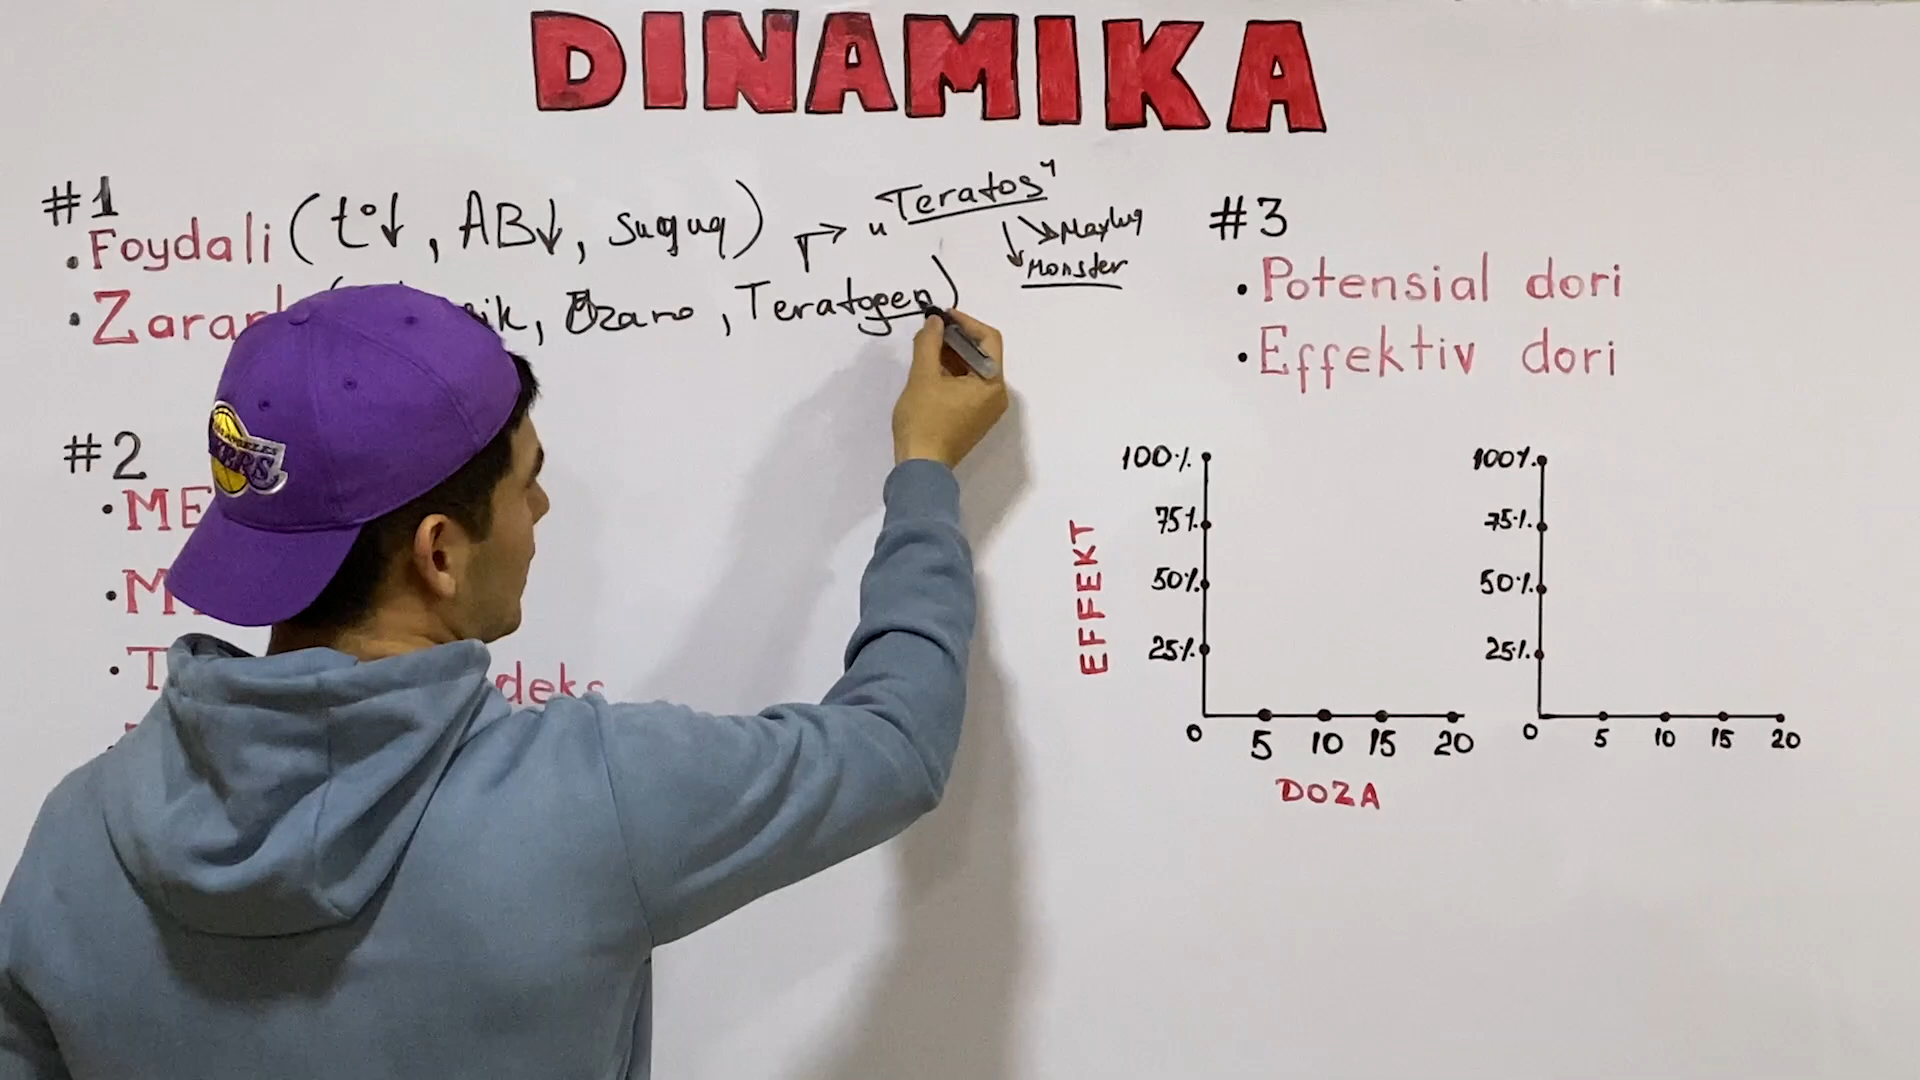 DINAMIKA
#1
• Foydali (t°↓, AB↓, suyuq)
→ "Teratos"
↘ Maxluq
↓ Monster
• Zarar
Teratogen)
#2
• ME
• M
• T deks
#3
• Potensial dori
• Effektiv dori
EFFEKT
100%
75%
50%
25%
0 5 10 15 20
DOZA
100%
75%
50%
25%
0 5 10 15 20